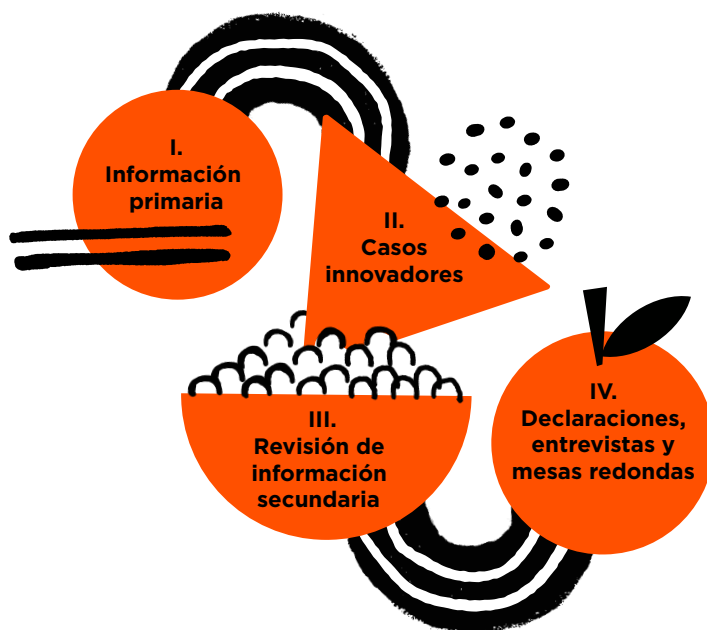 I.
Información
primaria
II.
Casos
innovadores
III.
Revisión de
información
secundaria
IV.
Declaraciones,
entrevistas y
mesas redondas